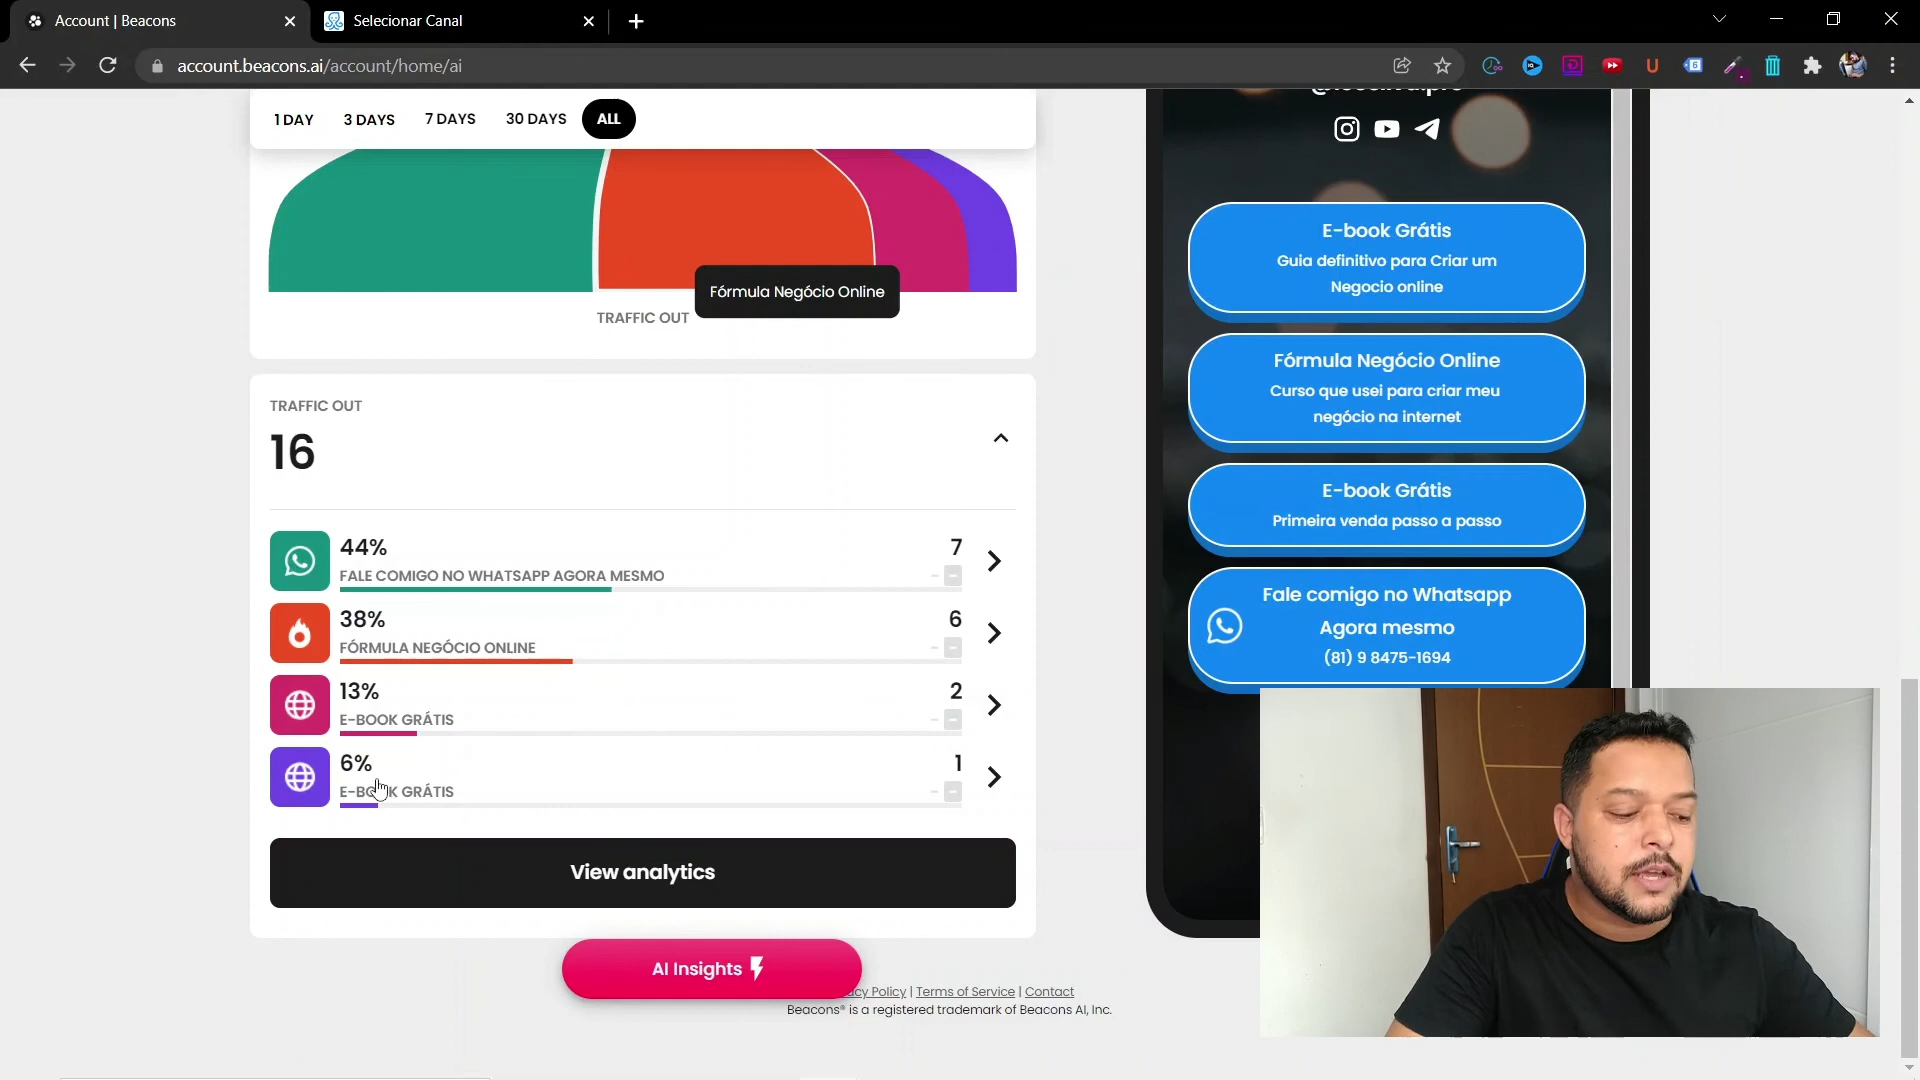 Account | Beacons
Selecionar Canal
account.beacons.ai/account/home/ai
1 DAY
3 DAYS
7 DAYS
30 DAYS
ALL
Fórmula Negócio Online
TRAFFIC OUT
TRAFFIC OUT
16
44%
7
FALE COMIGO NO WHATSAPP AGORA MESMO
38%
6
FÓRMULA NEGÓCIO ONLINE
13%
2
E-BOOK GRÁTIS
6%
1
E-BOOK GRÁTIS
View analytics
AI Insights
Policy | Terms of Service | Contact
Beacons® is a registered trademark of Beacons AI, Inc.
E-book Grátis
Guia definitivo para Criar um
Negocio online
Fórmula Negócio Online
Curso que usei para criar meu
negócio na internet
E-book Grátis
Primeira venda passo a passo
Fale comigo no Whatsapp
Agora mesmo
(81) 9 8475-1694